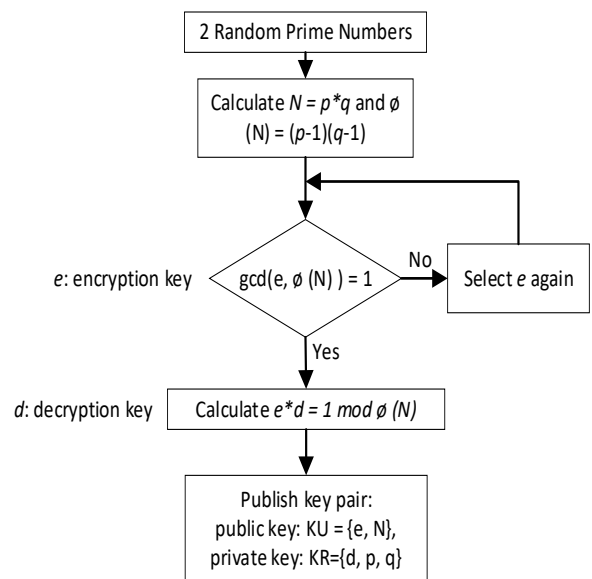 2 Random Prime Numbers
Calculate N = p*q and ø
(N) = (p-1)(q-1)
e: encryption key
gcd(e, ø (N) ) = 1
No
Select e again
Yes
d: decryption key
Calculate e*d = 1 mod ø (N)
Publish key pair:
public key: KU = {e, N},
private key: KR={d, p, q}